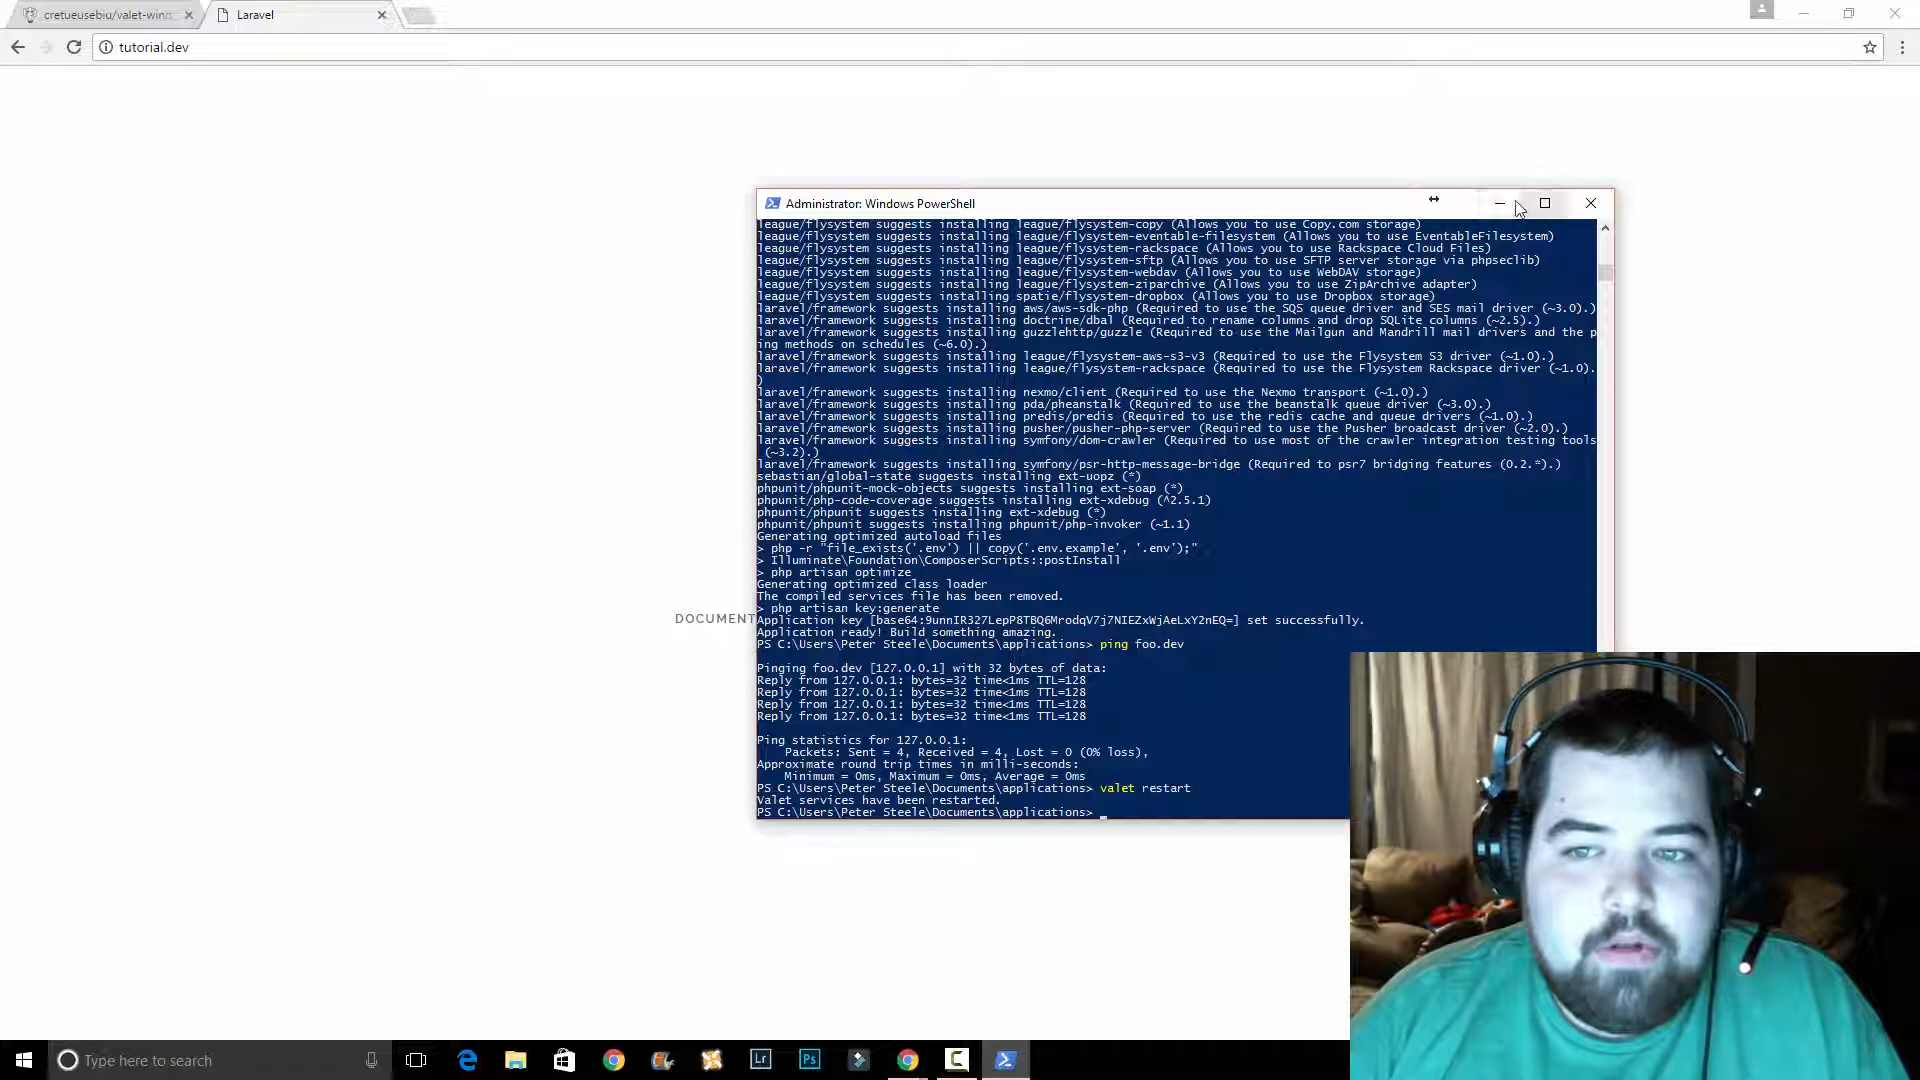 cretueusebiu/valet-wind
Laravel
tutorial.dev
Administrator: Windows PowerShell
league/flysystem suggests installing league/flysystem-copy (Allows you to use Copy.com storage)
league/flysystem suggests installing league/flysystem-eventable-filesystem (Allows you to use EventableFilesystem)
league/flysystem suggests installing league/flysystem-rackspace (Allows you to use Rackspace Cloud Files)
league/flysystem suggests installing league/flysystem-sftp (Allows you to use SFTP server storage via phpseclib)
league/flysystem suggests installing league/flysystem-webdav (Allows you to use WebDAV storage)
league/flysystem suggests installing league/flysystem-ziparchive (Allows you to use ZipArchive adapter)
league/flysystem suggests installing spatie/flysystem-dropbox (Allows you to use Dropbox storage)
laravel/framework suggests installing aws/aws-sdk-php (Required to use the SQS queue driver and SES mail driver (~3.0).)
laravel/framework suggests installing doctrine/dbal (Required to rename columns and drop SQLite columns (~2.5).)
laravel/framework suggests installing guzzlehttp/guzzle (Required to use the Mailgun and Mandrill mail drivers and the p
ing methods on schedules (~6.0).)
laravel/framework suggests installing league/flysystem-aws-s3-v3 (Required to use the Flysystem S3 driver (~1.0).)
laravel/framework suggests installing league/flysystem-rackspace (Required to use the Flysystem Rackspace driver (~1.0).
)
laravel/framework suggests installing nexmo/client (Required to use the Nexmo transport (~1.0).)
laravel/framework suggests installing pda/pheanstalk (Required to use the beanstalk queue driver (~3.0).)
laravel/framework suggests installing predis/predis (Required to use the redis cache and queue drivers (~1.0).)
laravel/framework suggests installing pusher/pusher-php-server (Required to use the Pusher broadcast driver (~2.0).)
laravel/framework suggests installing symfony/dom-crawler (Required to use most of the crawler integration testing tools
(~3.2).)
laravel/framework suggests installing symfony/psr-http-message-bridge (Required to psr7 bridging features (0.2.*).)
sebastian/global-state suggests installing ext-uopz (*)
phpunit/phpunit-mock-objects suggests installing ext-soap (*)
phpunit/php-code-coverage suggests installing ext-xdebug (^2.5.1)
phpunit/phpunit suggests installing ext-xdebug (*)
phpunit/phpunit suggests installing phpunit/php-invoker (~1.1)
Generating optimized autoload files
> php -r "file_exists('.env') || copy('.env.example', '.env');"
> Illuminate\Foundation\ComposerScripts::postInstall
> php artisan optimize
Generating optimized class loader
The compiled services file has been removed.
> php artisan key:generate
Application key [base64:9unnIR327LepP8TBQ6MrodqV7j7NIEZxWjAeLxY2nEQ=] set successfully.
Application ready! Build something amazing.
PS C:\Users\Peter Steele\Documents\applications> ping foo.dev
Pinging foo.dev [127.0.0.1] with 32 bytes of data:
Reply from 127.0.0.1: bytes=32 time<1ms TTL=128
Reply from 127.0.0.1: bytes=32 time<1ms TTL=128
Reply from 127.0.0.1: bytes=32 time<1ms TTL=128
Reply from 127.0.0.1: bytes=32 time<1ms TTL=128
Ping statistics for 127.0.0.1:
Packets: Sent = 4, Received = 4, Lost = 0 (0% loss),
Approximate round trip times in milli-seconds:
Minimum = 0ms, Maximum = 0ms, Average = 0ms
PS C:\Users\Peter Steele\Documents\applications> valet restart
Valet services have been restarted.
PS C:\Users\Peter Steele\Documents\applications>
DOCUMENT
Type here to search
Lr
Ps